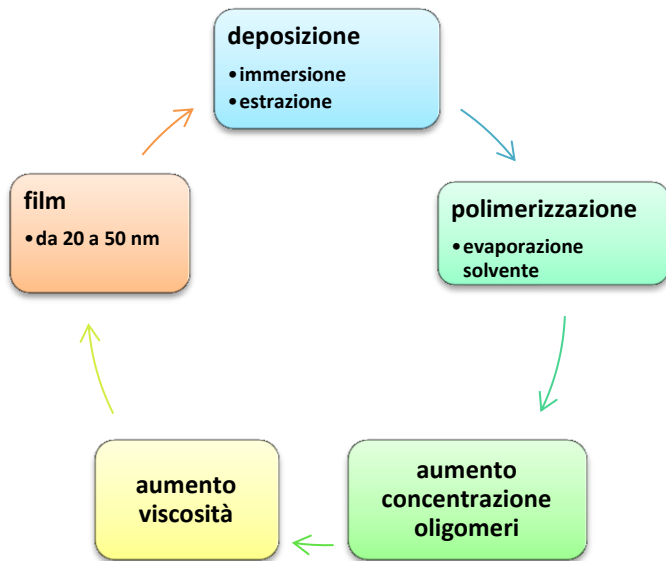 deposizione
•immersione
•estrazione
polimerizzazione
•evaporazione
solvente
aumento
concentrazione
oligomeri
aumento
viscosità
film
•da 20 a 50 nm